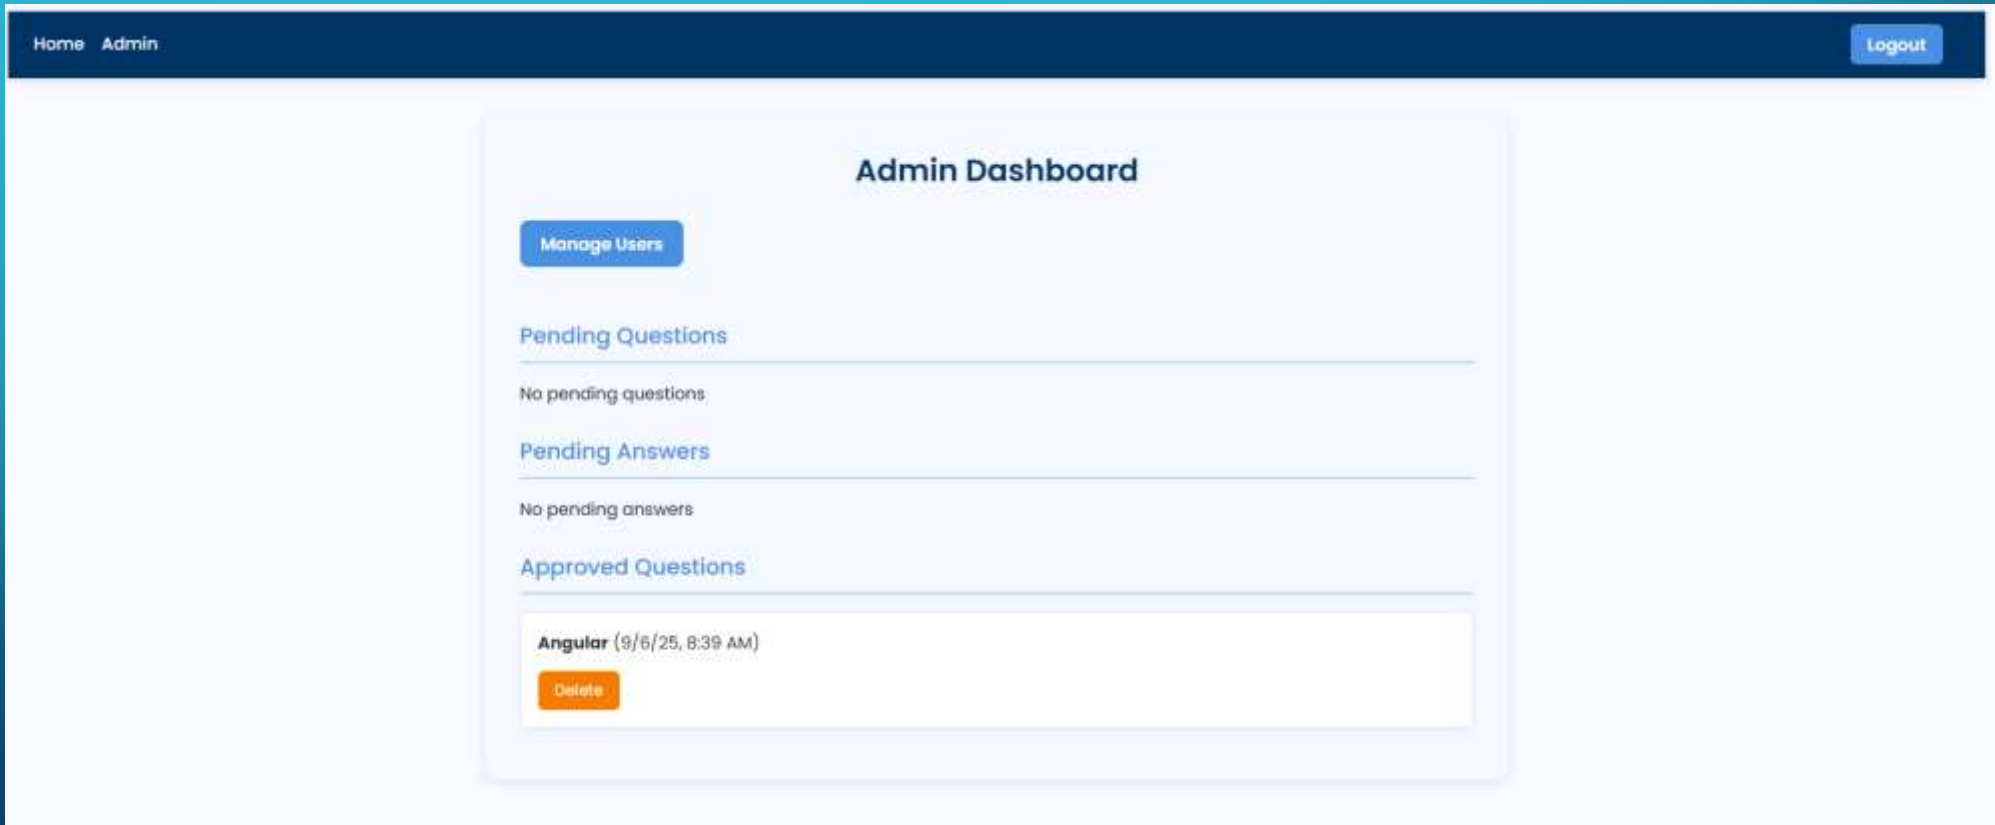 Home Admin Logout
Admin Dashboard
Manage Users
Pending Questions
No pending questions
Pending Answers
No pending answers
Approved Questions
Angular (9/6/25, 8:39 AM)
Delete